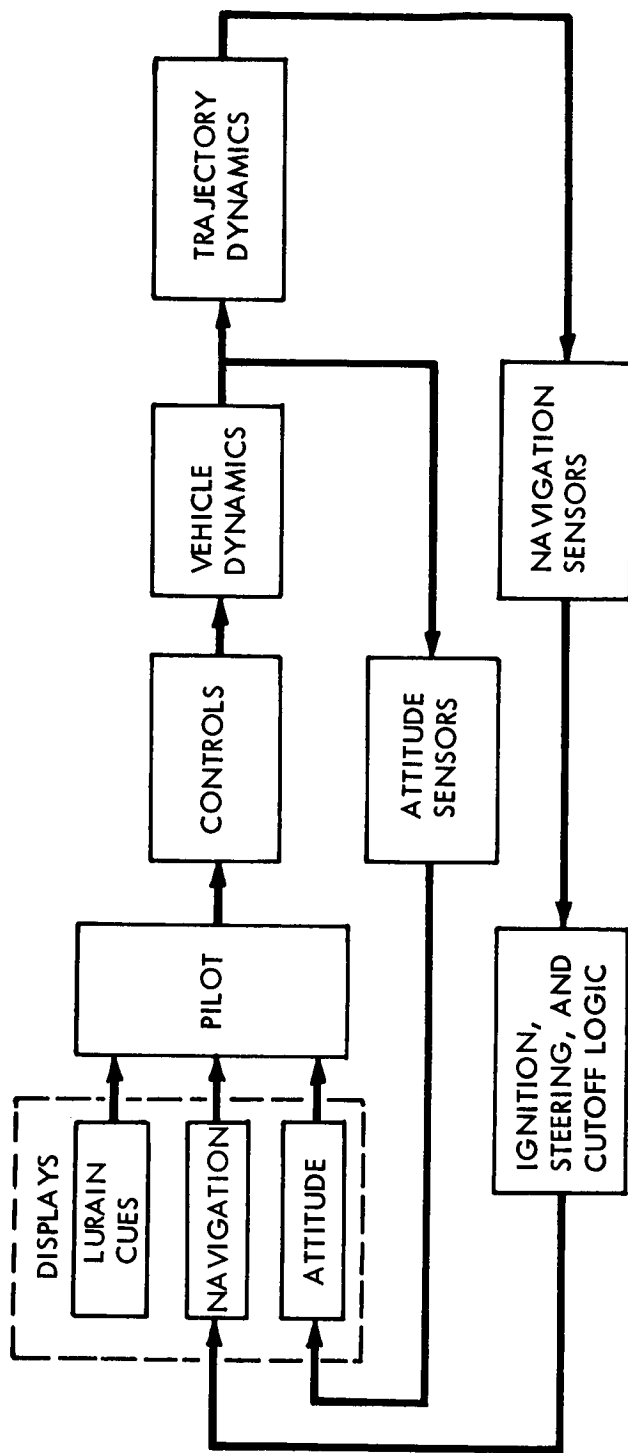 DISPLAYS
LURAIN
CUES
NAVIGATION
ATTITUDE
PILOT
CONTROLS
VEHICLE
DYNAMICS
TRAJECTORY
DYNAMICS
ATTITUDE
SENSORS
IGNITION,
STEERING, AND
CUTOFF LOGIC
NAVIGATION
SENSORS